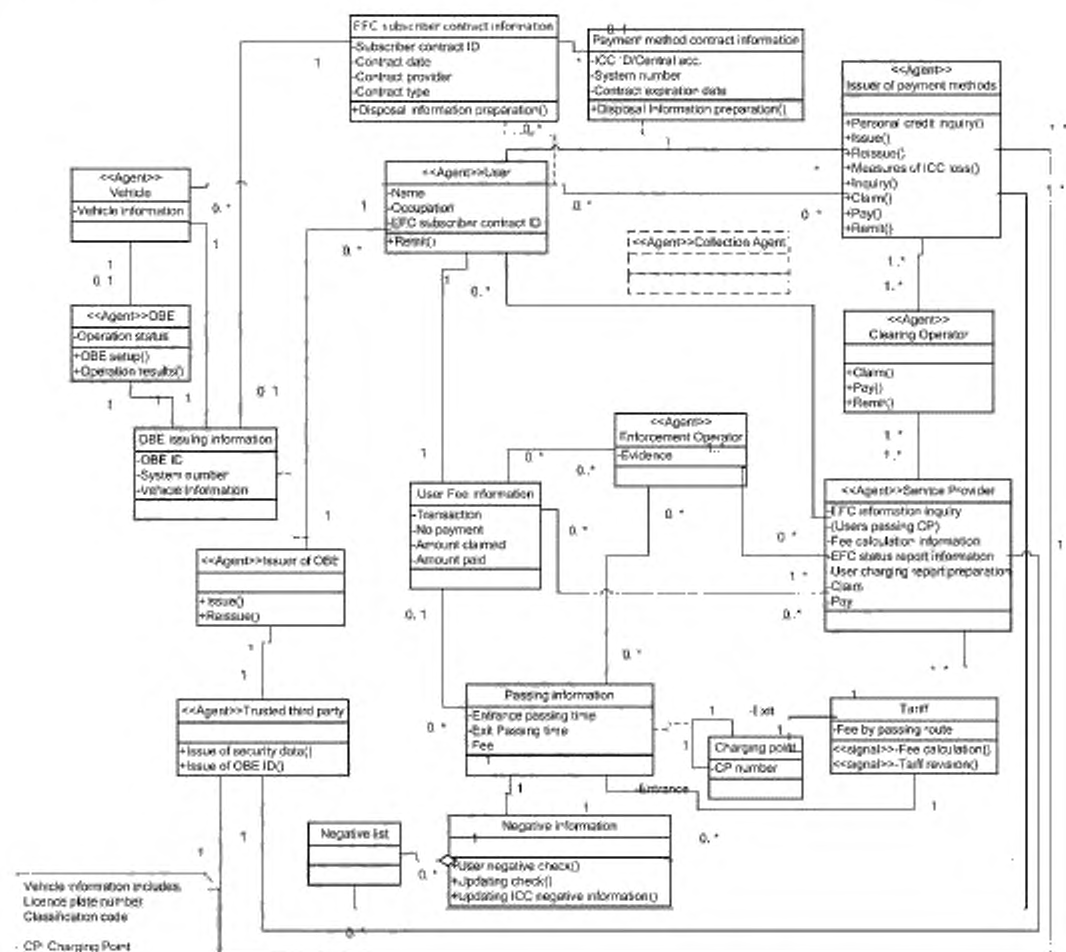 EFC subscriber contract information
-Subscriber contract ID
-Contract date
-Contract provider
-Contract type
+Disposal information preparation()
0..1
Payment method contract information
-ICC ID/Central acc.
-System number
-Contract expiration date
+Disposal Information preparation()
<<Agent>>
Issuer of payment methods
+Personal credit inquiry()
+Issue()
+Reissue()
+Measures of ICC loss()
+Inquiry()
+Claim()
+Pay()
+Remit()
<<Agent>>
Vehicle
-Vehicle information
<<Agent>>User
-Name
-Occupation
-EFC subscriber contract ID
+Remit()
<<Agent>>Collection Agent
<<Agent>>OBE
-Operation status
+OBE setup()
+Operation results()
<<Agent>>
Clearing Operator
+Claim()
+Pay()
+Remit()
OBE issuing information
-OBE ID
-System number
-Vehicle Information
<<Agent>>
Enforcement Operator
-Evidence
User Fee information
-Transaction
-No payment
-Amount claimed
-Amount paid
<<Agent>>Service Provider
-EFC information inquiry
-(Users passing CP)
-Fee calculation information
-EFC status report information
User charging report preparation
-Claim
-Pay
<<Agent>>Issuer of OBE
+Issue()
+Reissue()
<<Agent>>Trusted third party
+Issue of security data()
+Issue of OBE ID()
Passing information
-Entrance passing time
-Exit Passing time
Fee
-Exit
Charging point
-CP number
-Entrance
Tariff
-Fee by passing route
<<signal>>-Fee calculation()
<<signal>>-Tariff revision()
Negative list
Negative information
+User negative check()
+Updating check()
+Updating ICC negative information()
Vehicle information includes
Licence plate number
Classification code
- CP: Charging Point